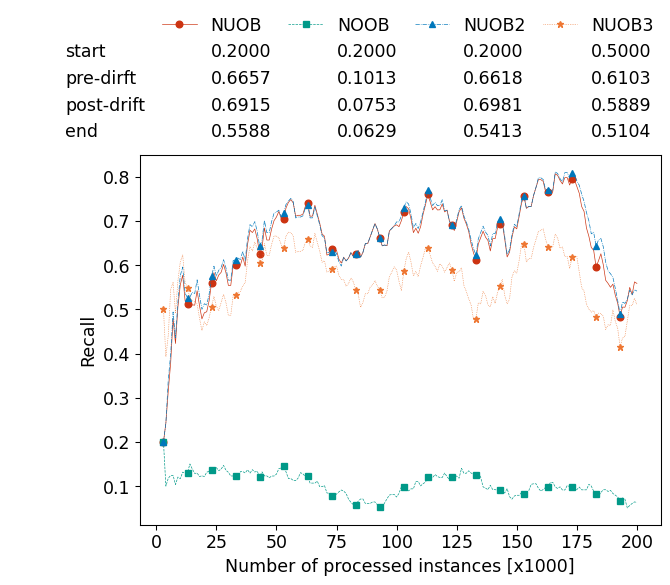 NUOB NOOB NUOB2 NUOB3
start 0.2000 0.2000 0.2000 0.5000
pre-dirft 0.6657 0.1013 0.6618 0.6103
post-drift 0.6915 0.0753 0.6981 0.5889
end 0.5588 0.0629 0.5413 0.5104
0.8
0.7
0.6
0.5
0.4
0.3
0.2
0.1
Recall
0 25 50 75 100 125 150 175 200
Number of processed instances [x1000]